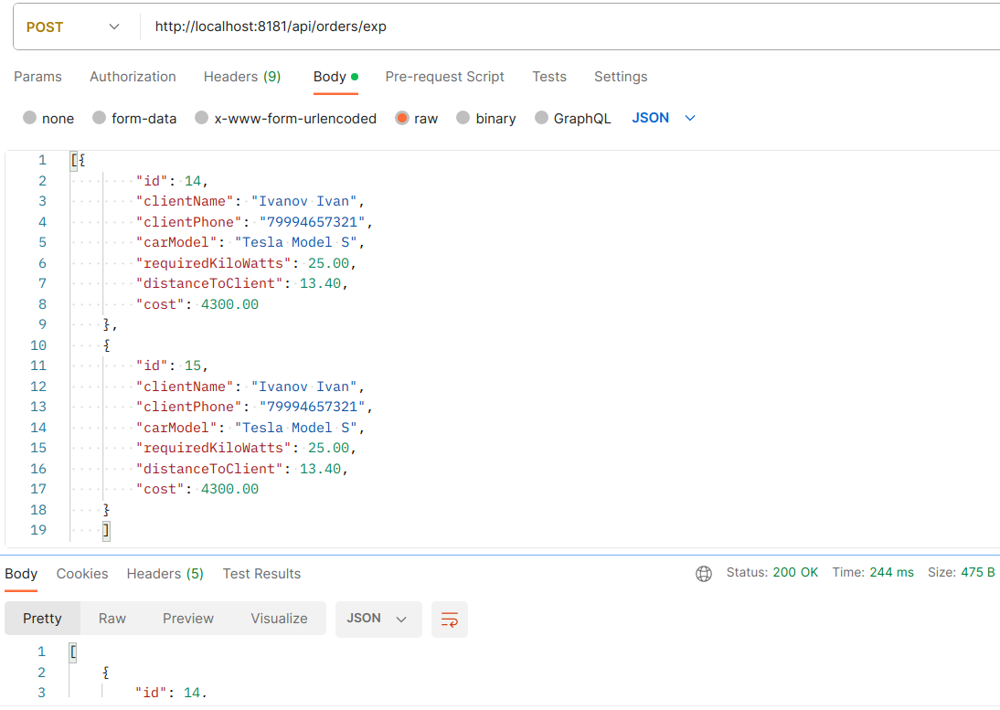 POST http://localhost:8181/api/orders/exp
Params Authorization Headers (9) Body Pre-request Script Tests Settings
none form-data x-www-form-urlencoded raw binary GraphQL JSON
1 [{
2 "id": 14,
3 "clientName": "Ivanov Ivan",
4 "clientPhone": "79994657321",
5 "carModel": "Tesla Model S",
6 "requiredKiloWatts": 25.00,
7 "distanceToClient": 13.40,
8 "cost": 4300.00
9 },
10 {
11 "id": 15,
12 "clientName": "Ivanov Ivan",
13 "clientPhone": "79994657321",
14 "carModel": "Tesla Model S",
15 "requiredKiloWatts": 25.00,
16 "distanceToClient": 13.40,
17 "cost": 4300.00
18 }
19 ]
Body Cookies Headers (5) Test Results Status: 200 OK Time: 244 ms Size: 475 B
Pretty Raw Preview Visualize JSON
1 [
2 {
3 "id": 14,